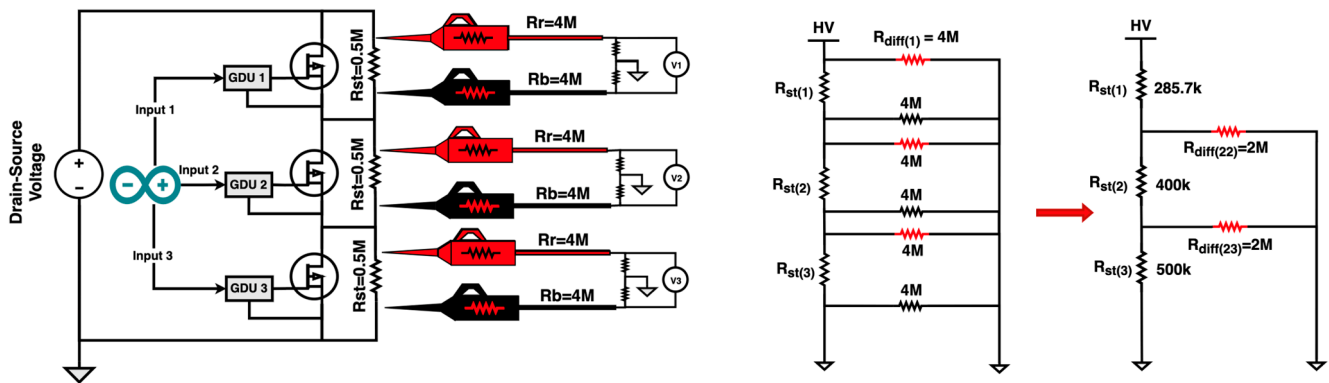 Drain-Source
Voltage
+
−
− +
Input 1
Input 2
Input 3
GDU 1
GDU 2
GDU 3
Rst=0.5M
Rst=0.5M
Rst=0.5M
Rr=4M
Rb=4M
V1
Rr=4M
Rb=4M
V2
Rr=4M
Rb=4M
V3
HV
Rdiff(1) = 4M
Rst(1)
4M
4M
Rst(2)
4M
4M
Rst(3)
4M
HV
Rst(1) 285.7k
Rdiff(22)=2M
Rst(2) 400k
Rdiff(23)=2M
Rst(3) 500k